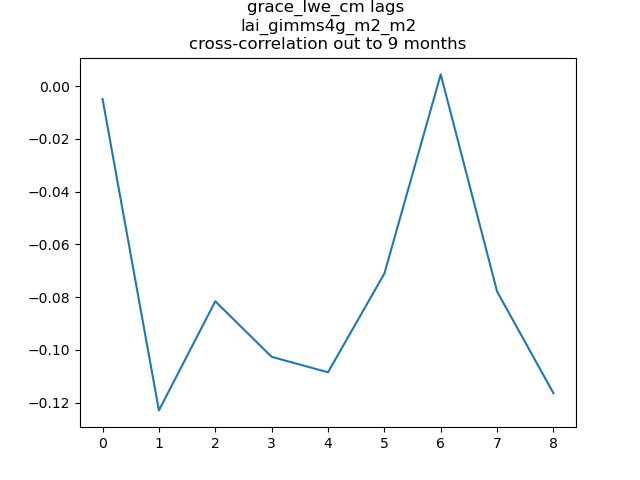 grace_lwe_cm lags
lai_gimms4g_m2_m2
cross-correlation out to 9 months
0.00
−0.02
−0.04
−0.06
−0.08
−0.10
−0.12
0 1 2 3 4 5 6 7 8